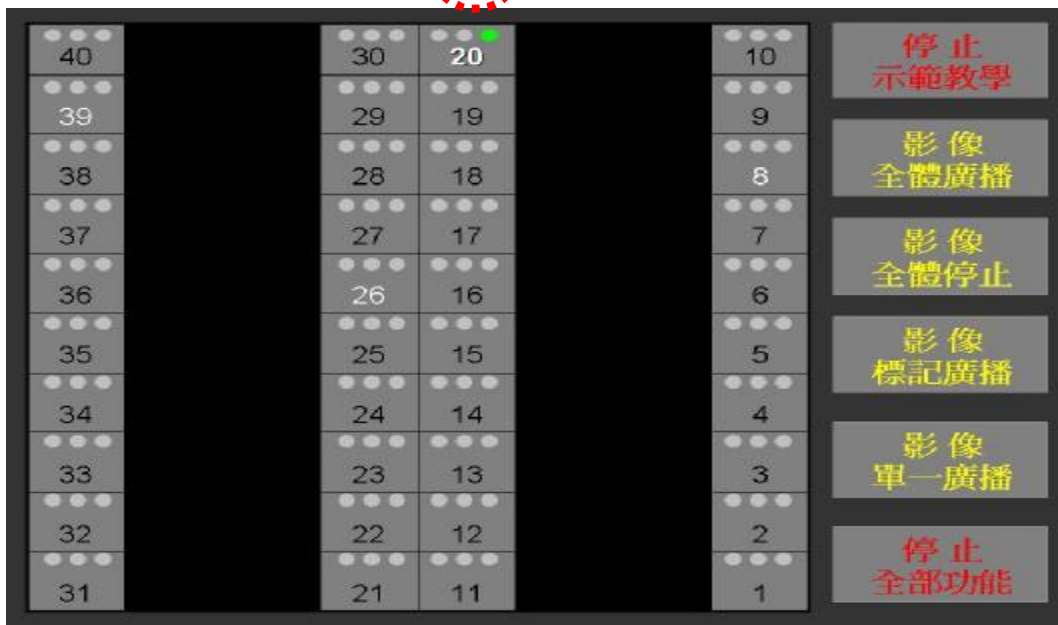 40 30 20 10
39 29 19 9
38 28 18 8
37 27 17 7
36 26 16 6
35 25 15 5
34 24 14 4
33 23 13 3
32 22 12 2
31 21 11 1
停止
示範教學
影像
全體廣播
影像
全體停止
影像
標記廣播
影像
單一廣播
停止
全部功能